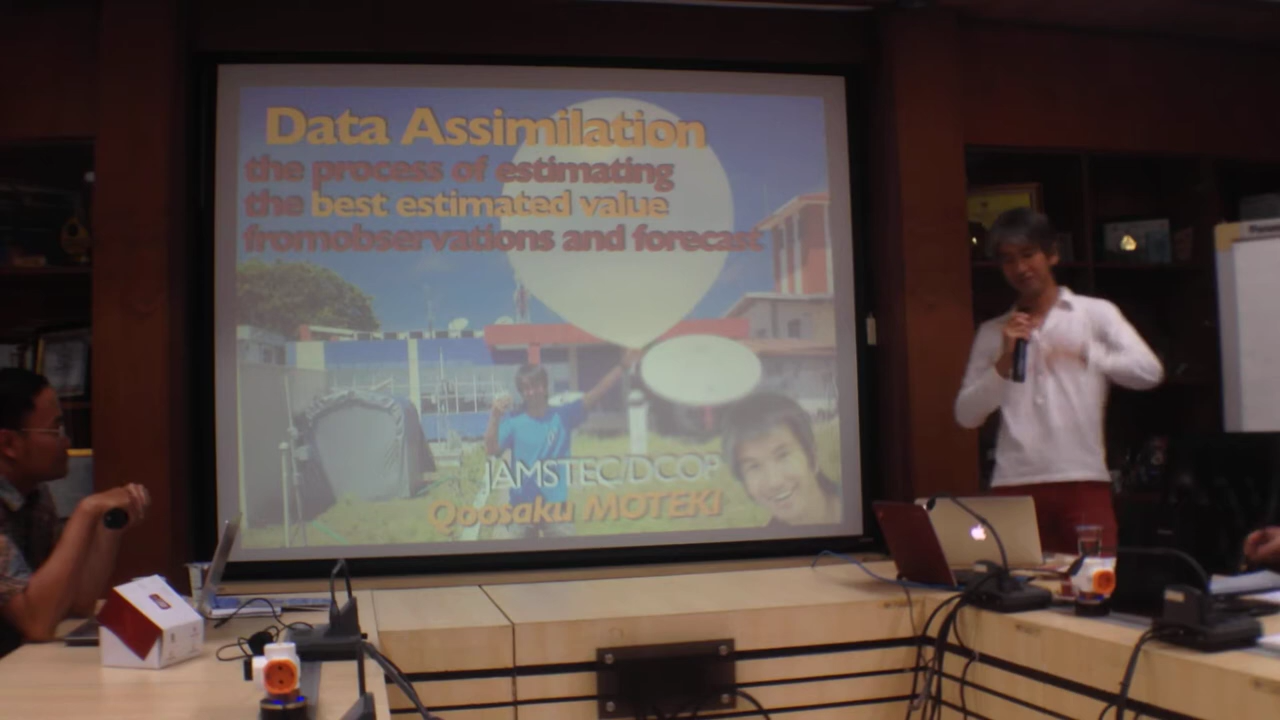 Data Assimilation
the process of estimating
the best estimated value
fromobservations and forecast
JAMSTEC/DCOP
Qoosaku MOTEKI